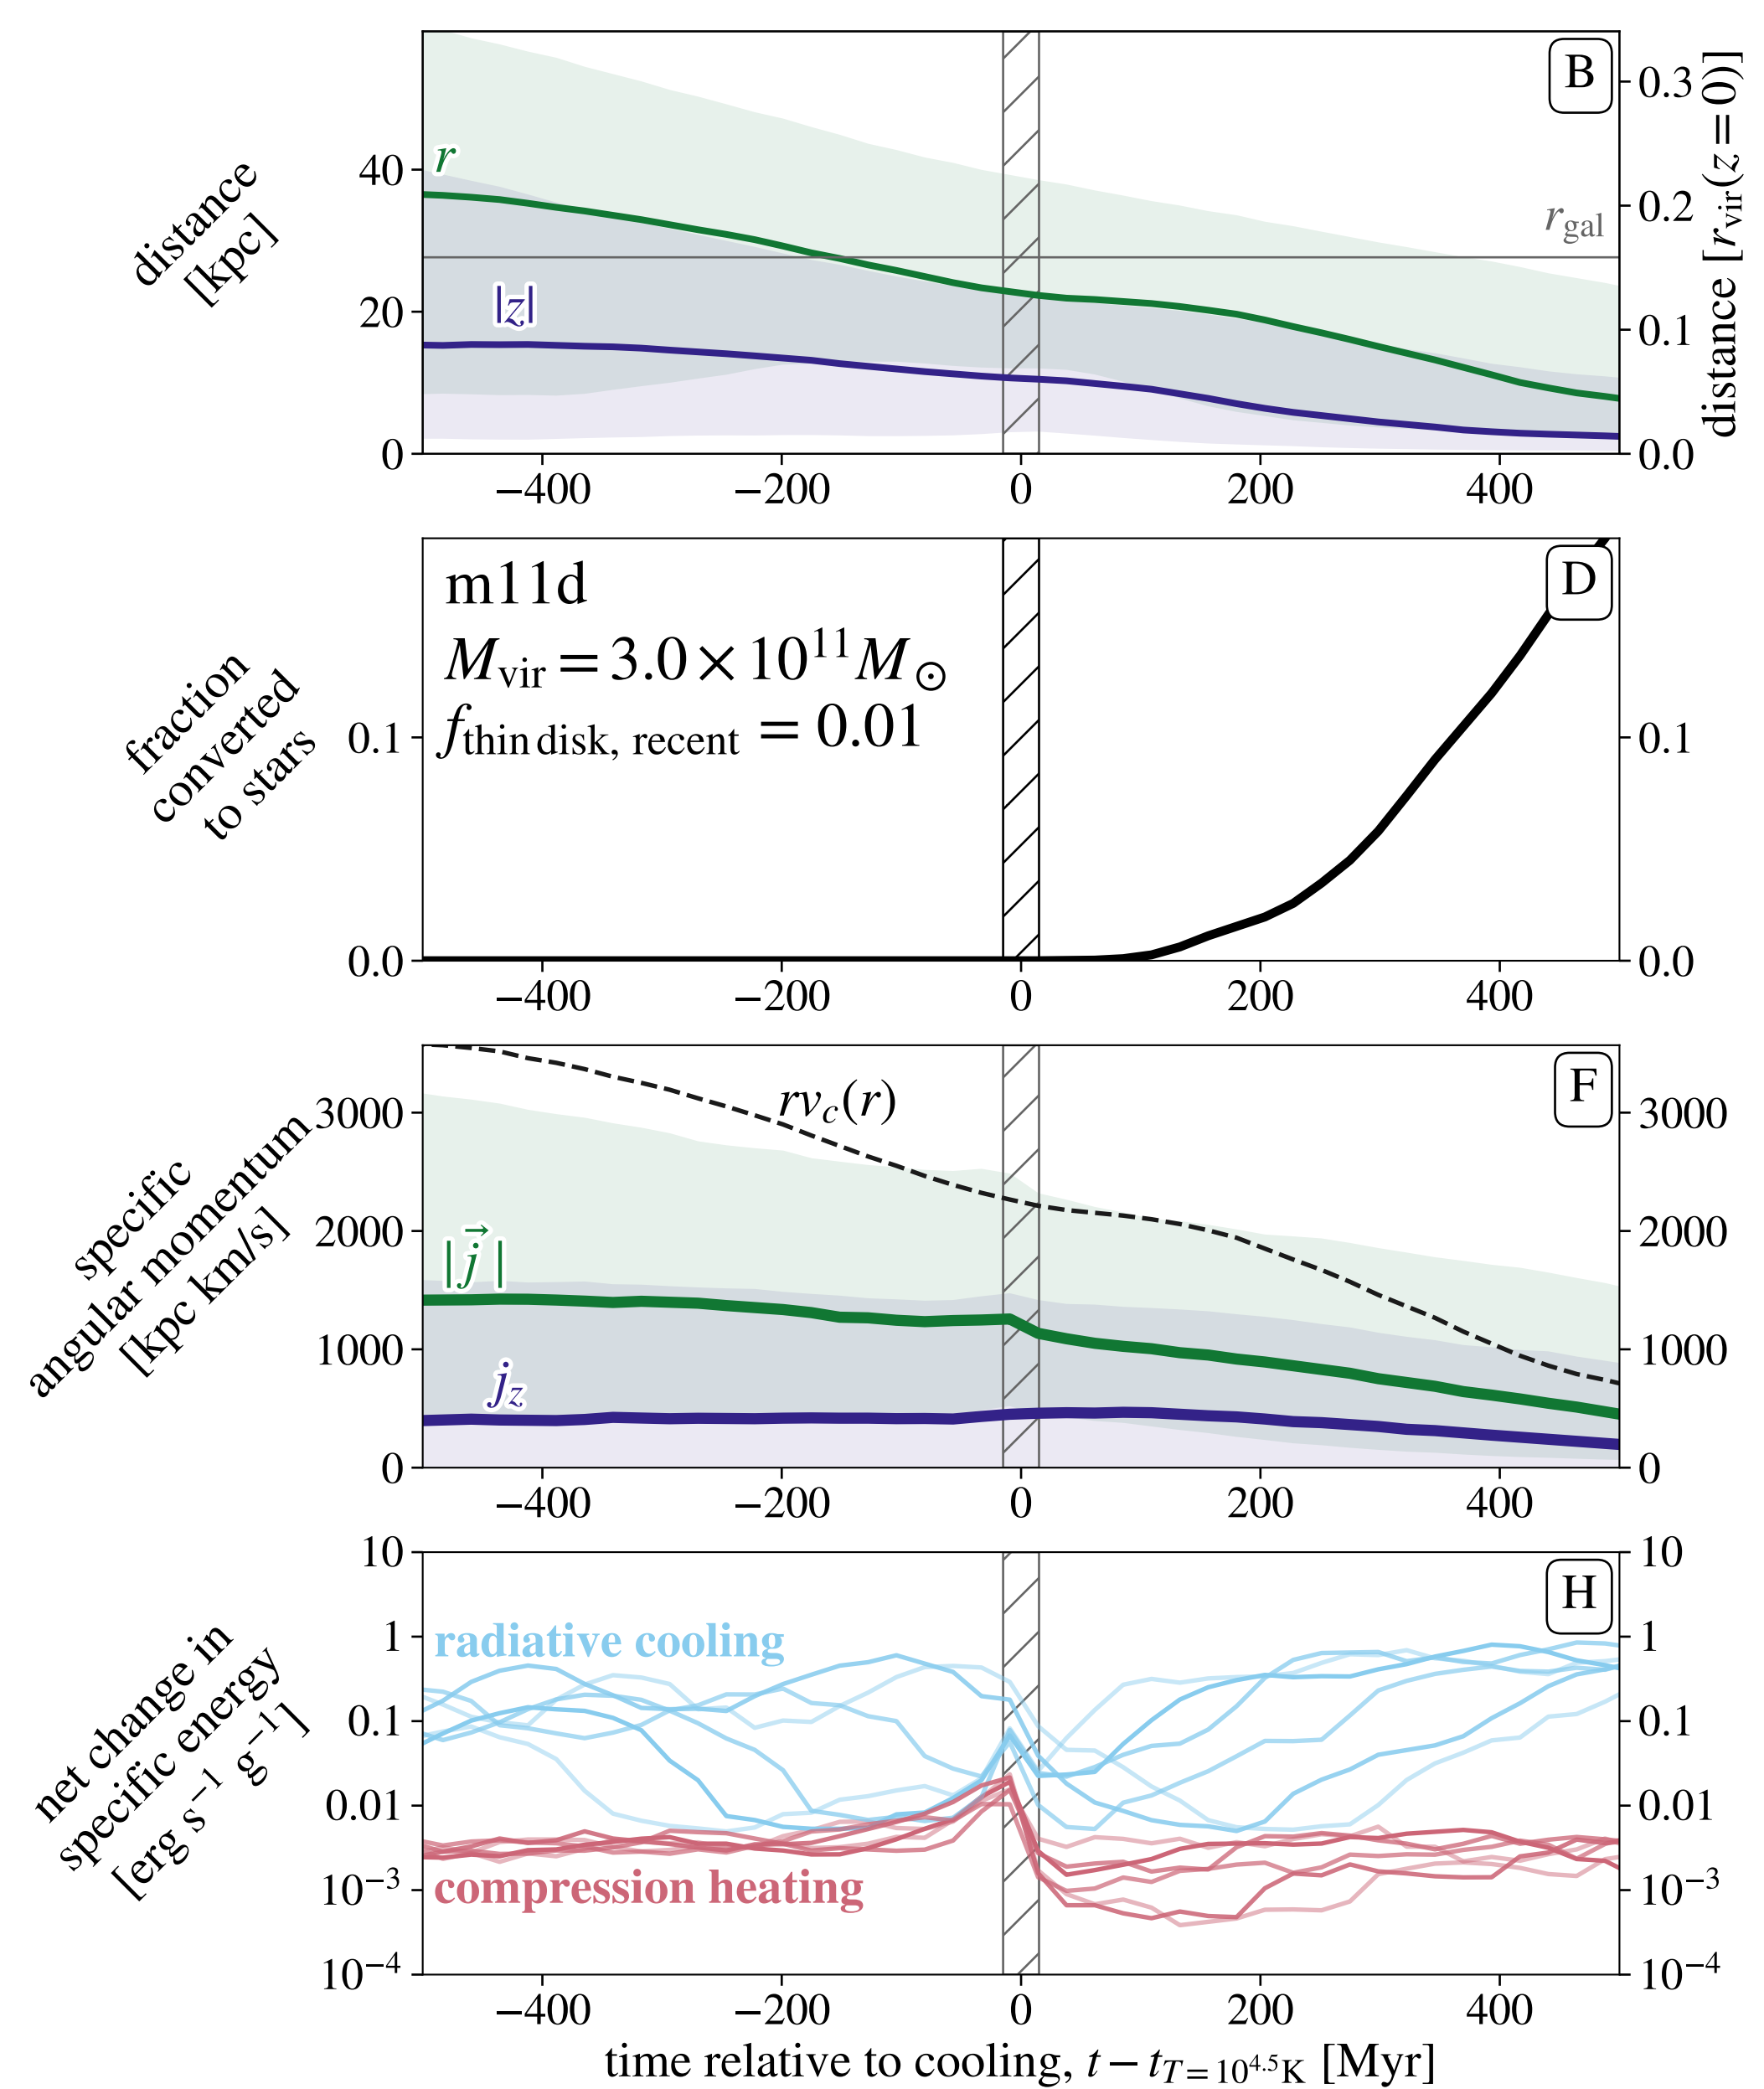 B
distance
[kpc]
40
20
0
r
|z|
r_gal
0.3
0.2
0.1
0.0
distance [r_vir(z=0)]
−400 −200 0 200 400
D
m11d
M_vir = 3.0 × 10^11 M_⊙
f_thin disk, recent = 0.01
fraction
converted
to stars
0.1
0.0
0.1
0.0
−400 −200 0 200 400
F
specific
angular momentum
[kpc km/s]
3000
2000
1000
0
rv_c(r)
|j⃗|
j_z
3000
2000
1000
0
−400 −200 0 200 400
H
net change in
specific energy
[erg s^−1 g^−1]
10
1
0.1
0.01
10^−3
10^−4
radiative cooling
compression heating
10
1
0.1
0.01
10^−3
10^−4
−400 −200 0 200 400
time relative to cooling, t − t_T=10^4.5K [Myr]